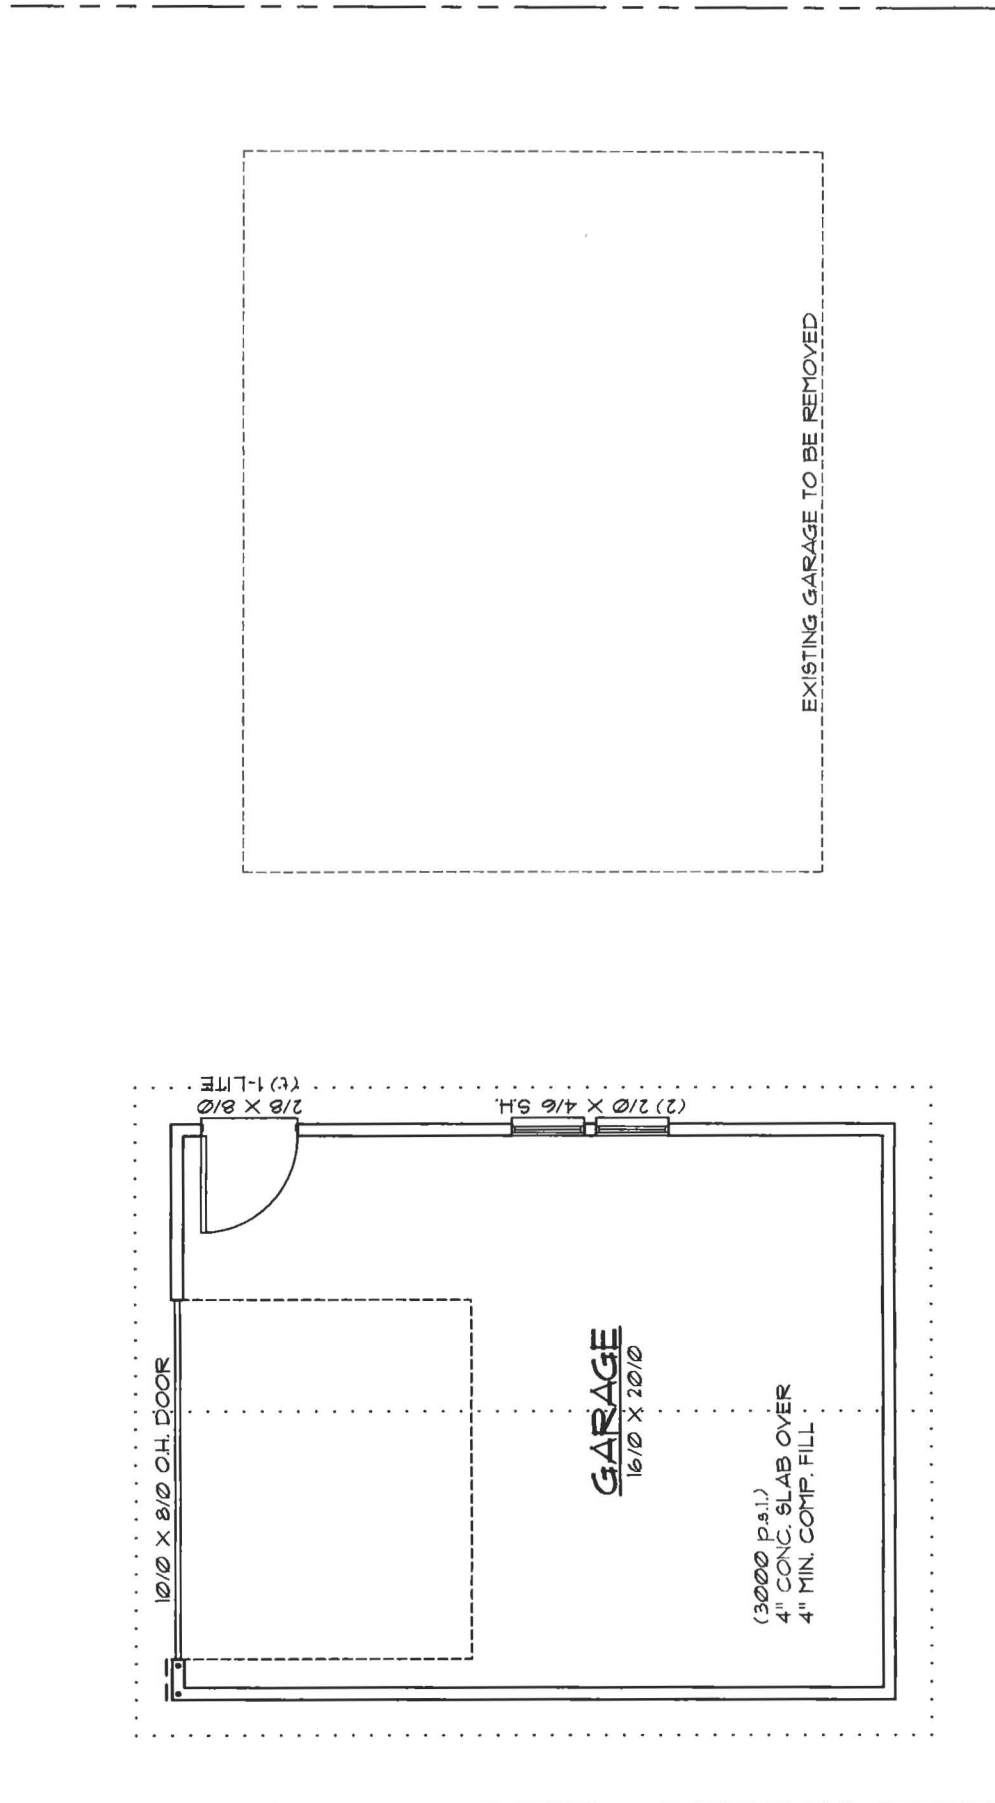 EXISTING GARAGE TO BE REMOVED
2/8 X 8/0
(t) 1-LITE
(2) 2/0 X 4/6 S.H.
10/0 X 8/0 O.H. DOOR
GARAGE
16/0 X 20/0
(3000 p.s.i.)
4" CONC. SLAB OVER
4" MIN. COMP. FILL